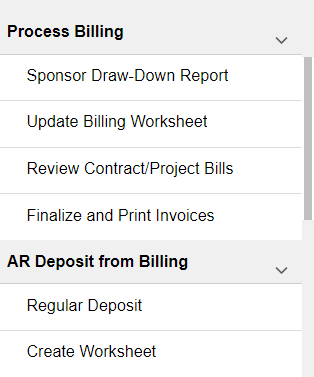 Process Billing
Sponsor Draw-Down Report
Update Billing Worksheet
Review Contract/Project Bills
Finalize and Print Invoices
AR Deposit from Billing
Regular Deposit
Create Worksheet